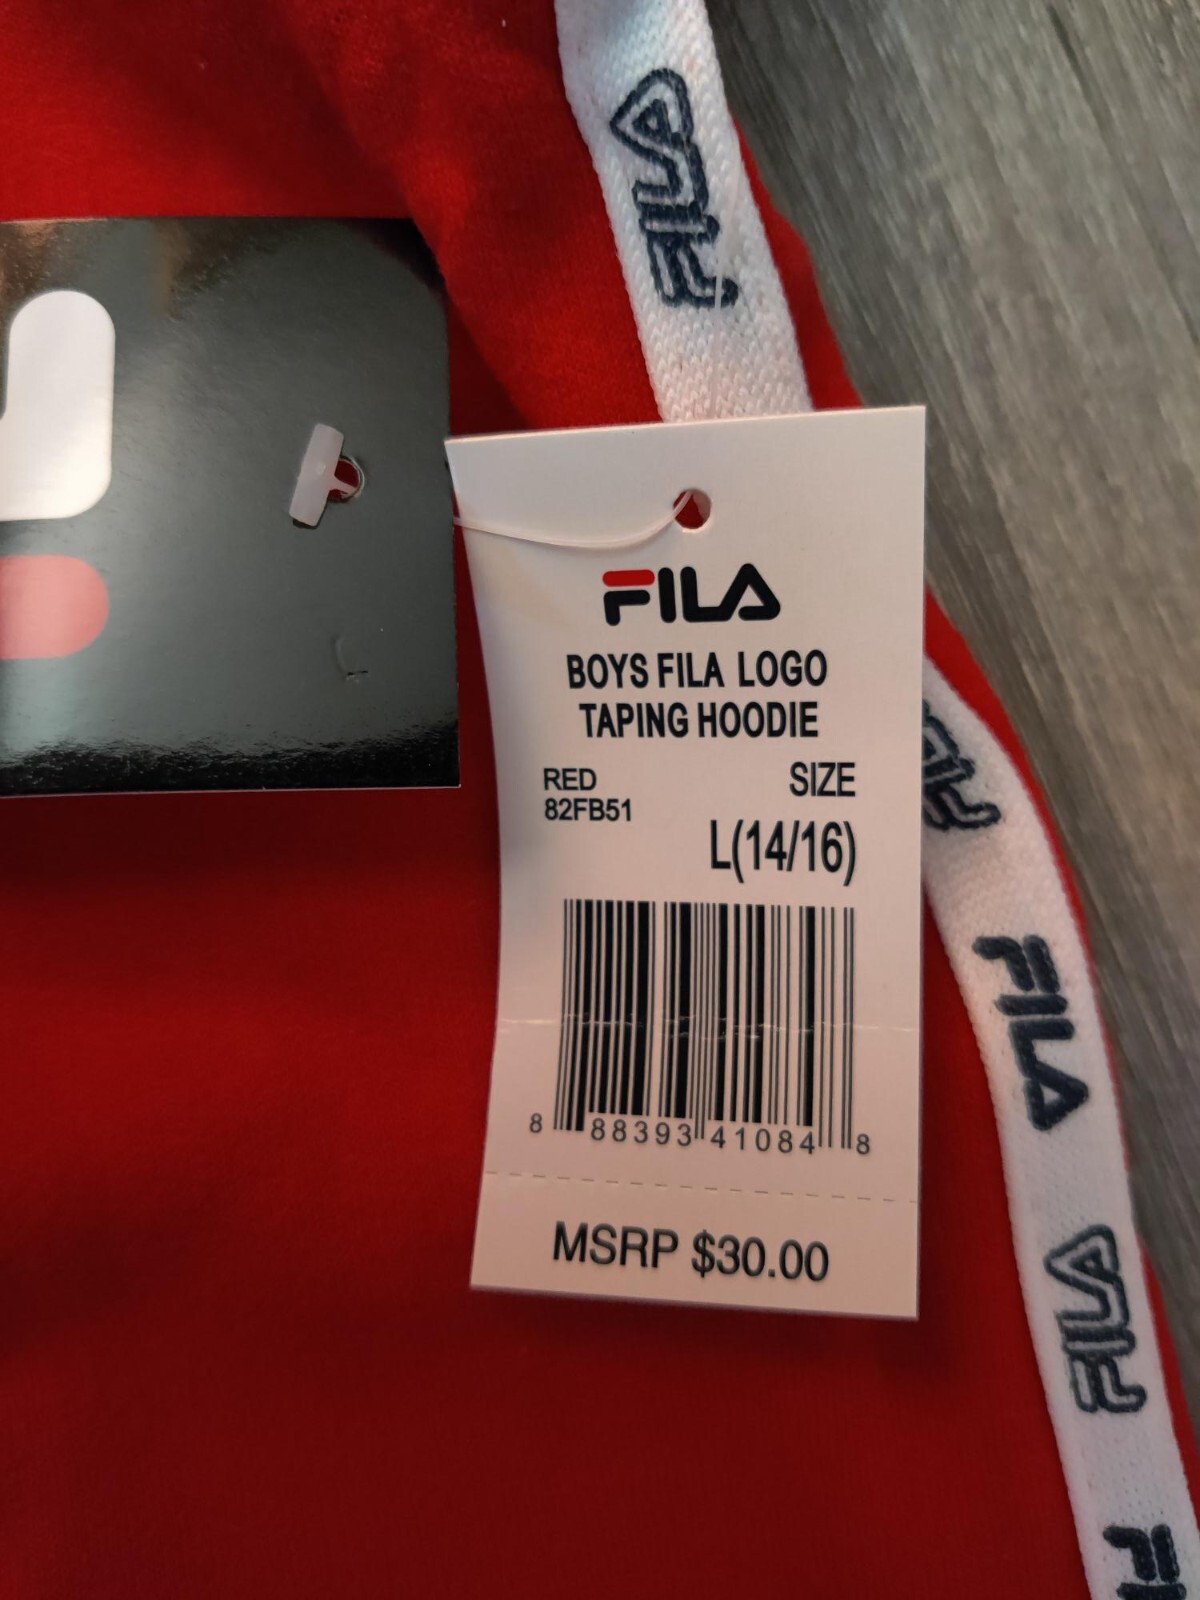 FILA
FILA
BOYS FILA LOGO
TAPING HOODIE
RED
82FB51
SIZE
L(14/16)
8 88393 41084 8
MSRP $30.00
FILA
FILA
FILA